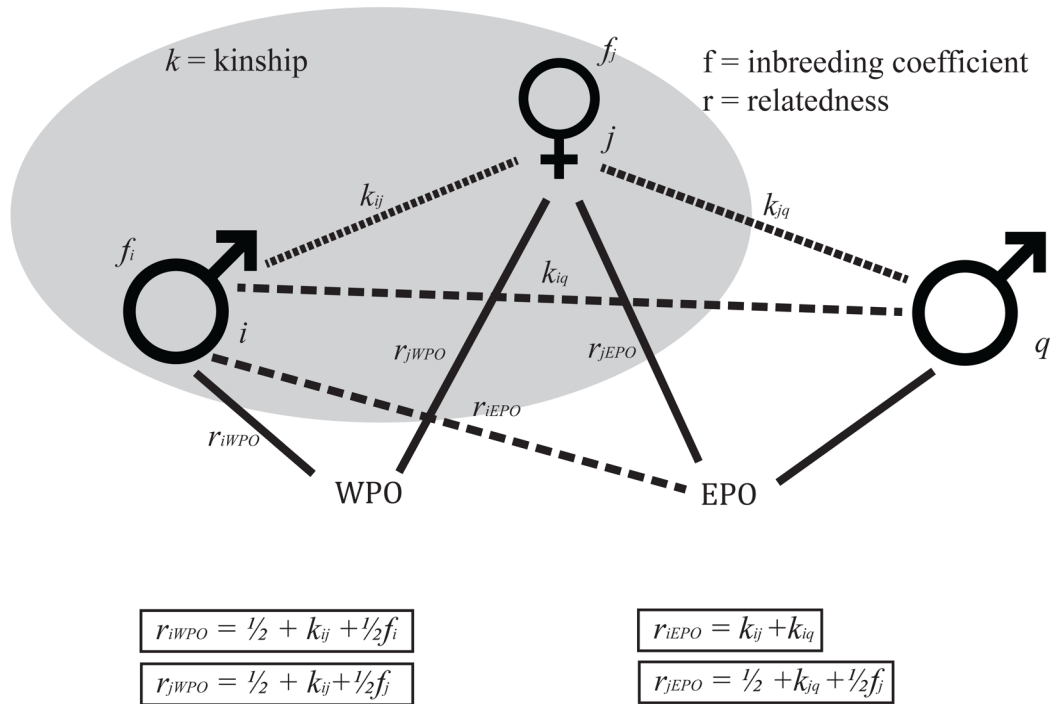 k = kinship
fj
f = inbreeding coefficient
r = relatedness
j
kij
kjq
fi
kiq
i
q
rjWPO
rjEPO
riEPO
riWPO
WPO
EPO
riWPO = ½ + kij +½fi
riEPO = kij +kiq
rjWPO = ½ + kij+½fj
rjEPO = ½ +kjq +½fj